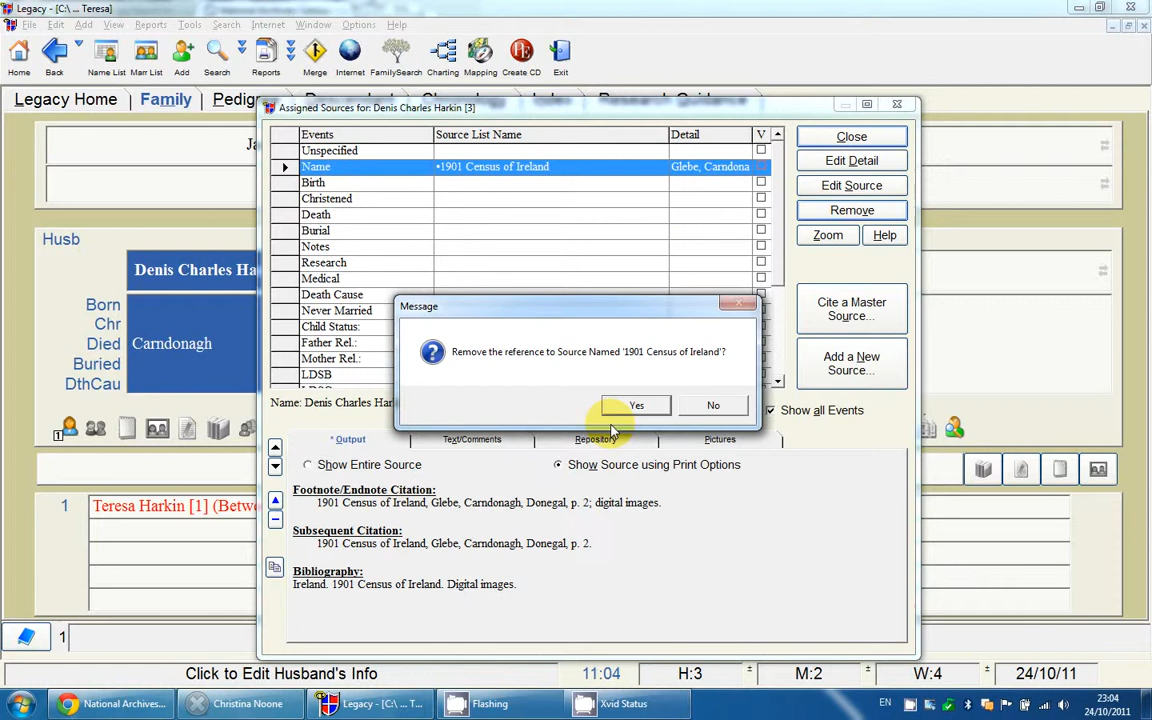 Legacy - [C:\ ... Teresa]
File Edit Add View Reports Tools Search Internet Window Options Help
Home Back Name List Marr List Add Search Reports Merge Internet FamilySearch Charting Mapping Create CD Exit
Legacy Home Family Pedigre
Assigned Sources for: Denis Charles Harkin [3]
Events Source List Name Detail V
Unspecified
Name •1901 Census of Ireland Glebe, Carndona
Birth
Christened
Death
Burial
Notes
Research
Medical
Death Cause
Never Married
Child Status:
Father Rel.:
Mother Rel.:
LDSB
Close
Edit Detail
Edit Source
Remove
Zoom Help
Cite a Master
Source...
Add a New
Source...
Show all Events
Ja
Husb
Denis Charles Ha
Born
Chr
Died Carndonagh
Buried
DthCau
1
Message
Remove the reference to Source Named '1901 Census of Ireland'?
Yes No
Name: Denis Charles Har
* Output Text/Comments Repository Pictures
Show Entire Source Show Source using Print Options
Footnote/Endnote Citation:
1901 Census of Ireland, Glebe, Carndonagh, Donegal, p. 2; digital images.
Subsequent Citation:
1901 Census of Ireland, Glebe, Carndonagh, Donegal, p. 2.
Bibliography:
Ireland. 1901 Census of Ireland. Digital images.
1 Teresa Harkin [1] (Betwe
1
Click to Edit Husband's Info 11:04 H:3 M:2 W:4 24/10/11
National Archives... Christina Noone Legacy - [C:\ ... T... Flashing Xvid Status EN 23:04
24/10/2011